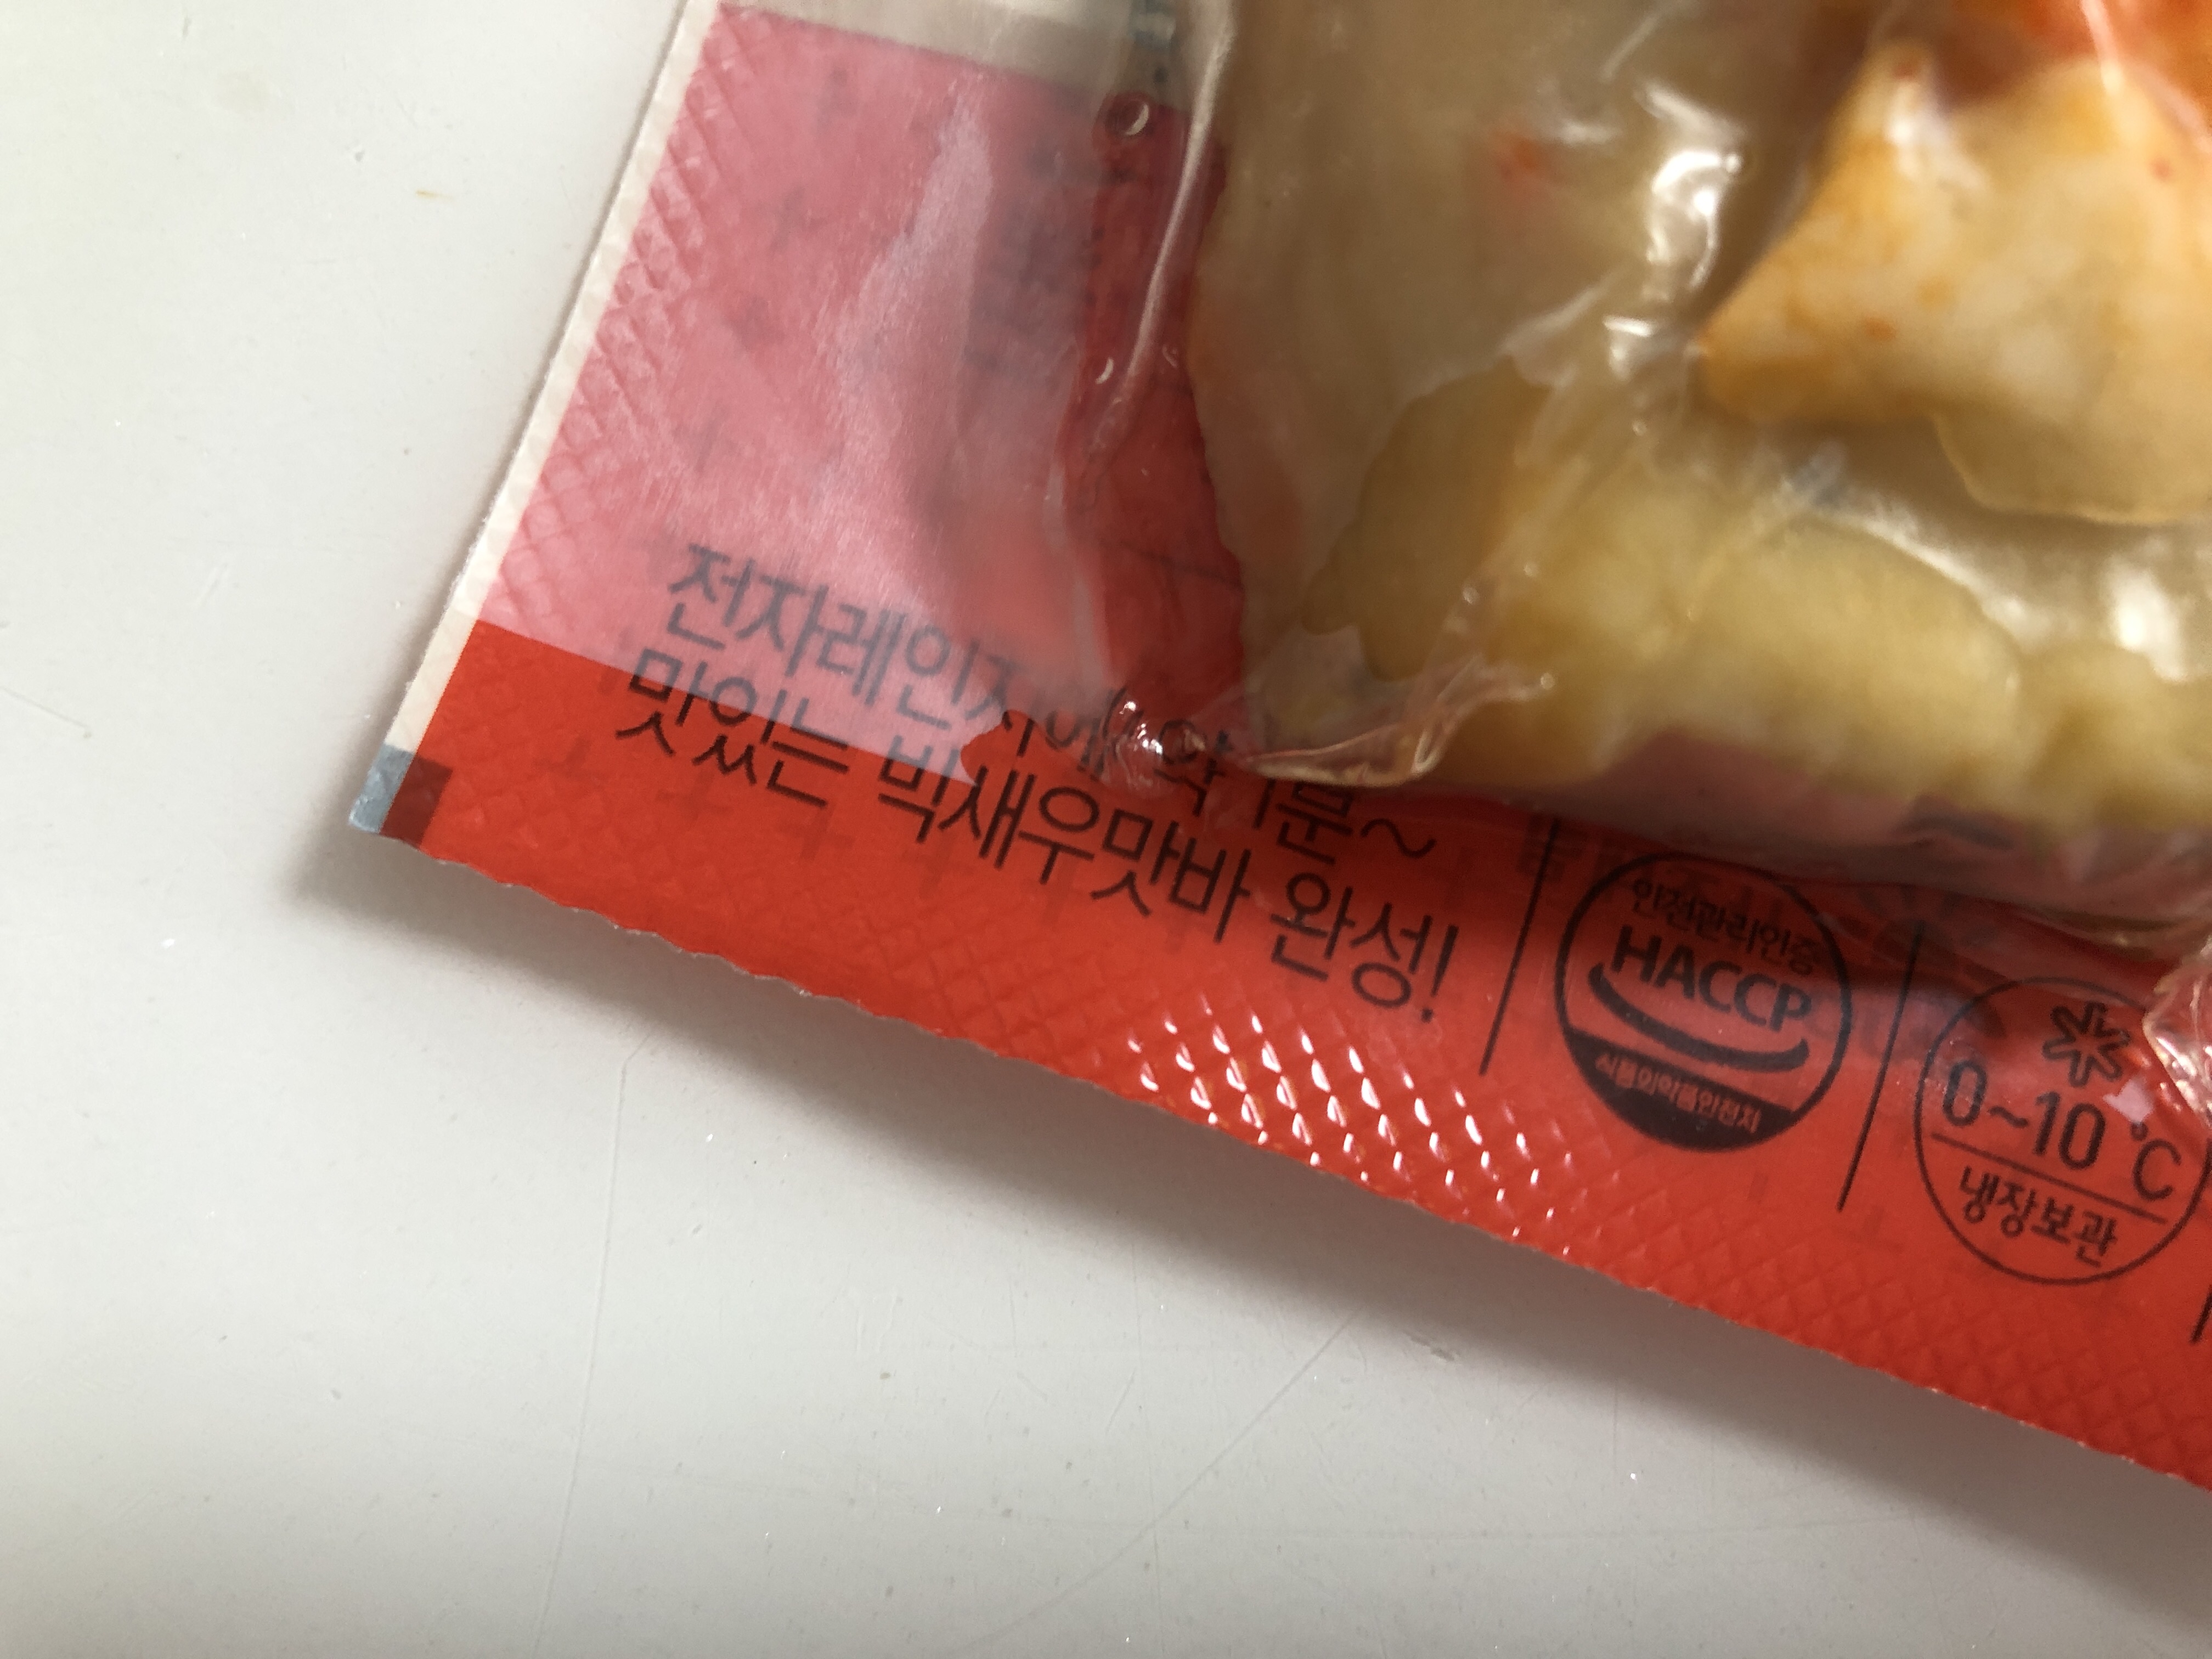 전자레인지에 약 1분~
맛있는 빅새우맛바 완성!
안전관리인증
HACCP
식품의약품안전처
0~10℃
냉장보관